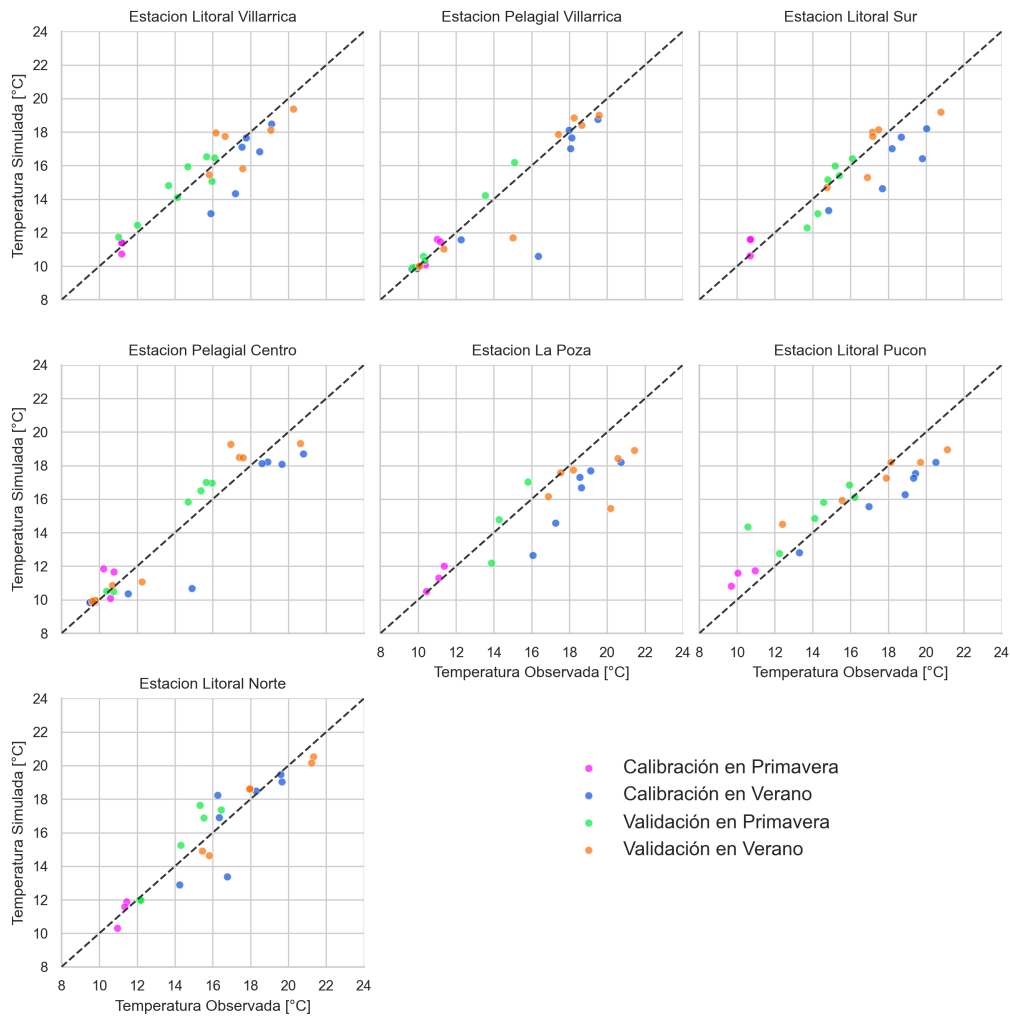 Estacion Litoral Villarrica
Estacion Pelagial Villarrica
Estacion Litoral Sur
Temperatura Simulada [°C]
24
22
20
18
16
14
12
10
8
Estacion Pelagial Centro
Estacion La Poza
Estacion Litoral Pucon
Temperatura Simulada [°C]
24
22
20
18
16
14
12
10
8
10 12 14 16 18 20 22 24
10 12 14 16 18 20 22 24
Temperatura Observada [°C]
Temperatura Observada [°C]
Estacion Litoral Norte
Temperatura Simulada [°C]
24
22
20
18
16
14
12
10
8
8 10 12 14 16 18 20 22 24
Temperatura Observada [°C]
Calibración en Primavera
Calibración en Verano
Validación en Primavera
Validación en Verano